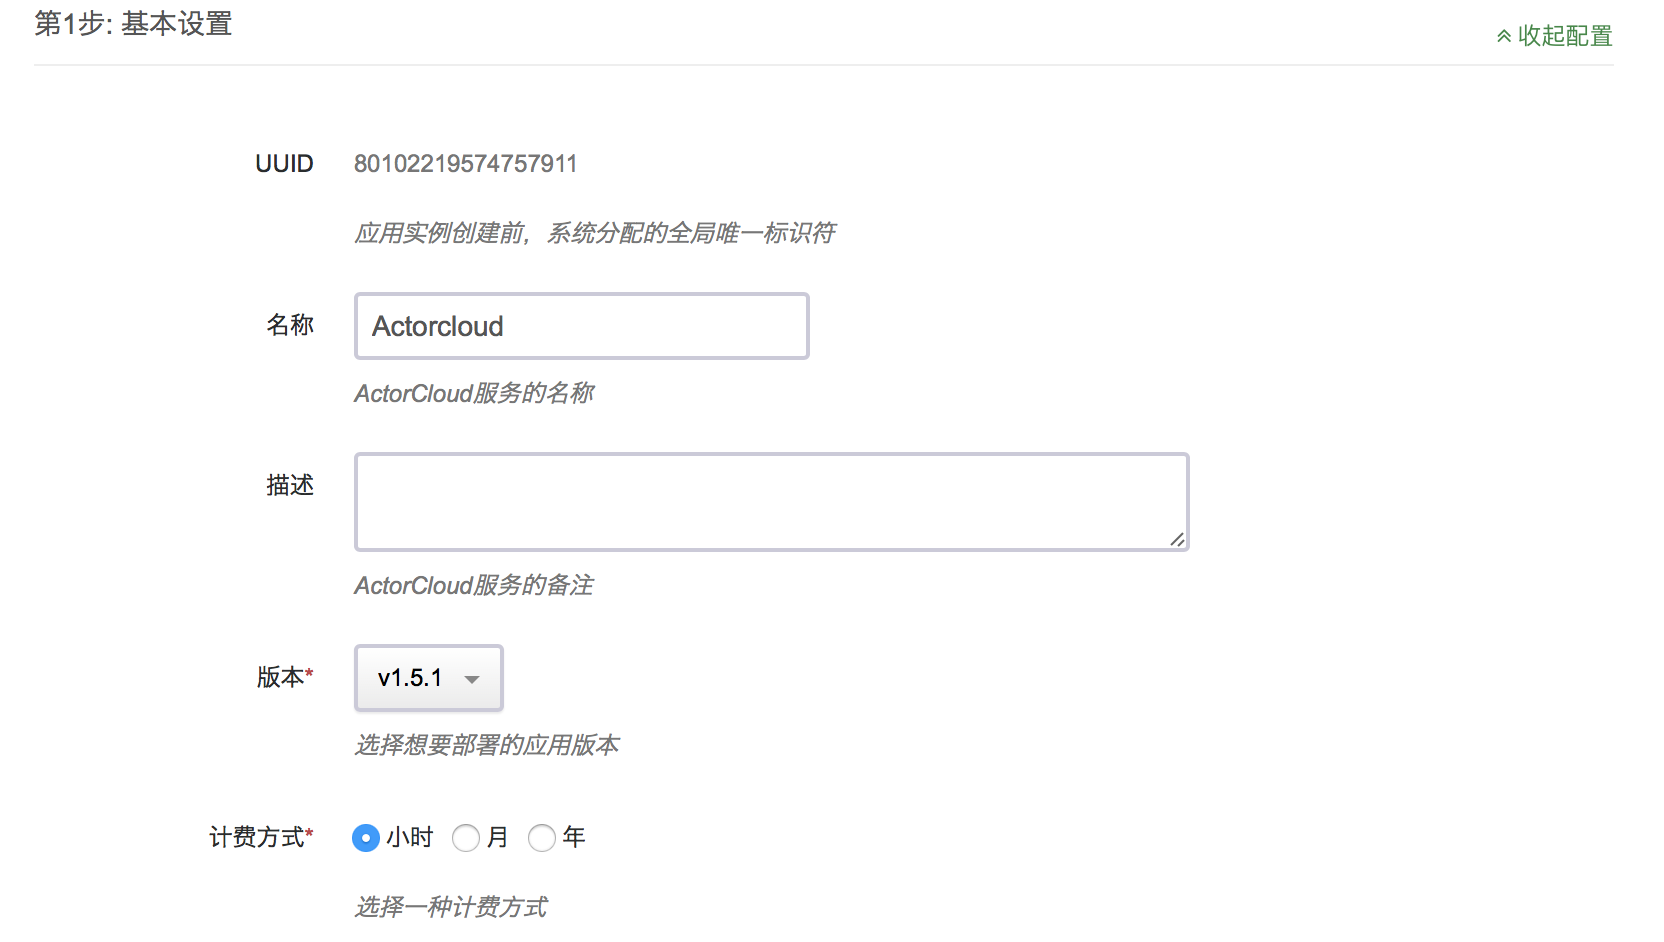 第1步: 基本设置
收起配置
UUID 80102219574757911
应用实例创建前，系统分配的全局唯一标识符
名称 Actorcloud
ActorCloud服务的名称
描述
ActorCloud服务的备注
版本* v1.5.1
选择想要部署的应用版本
计费方式* 小时 月 年
选择一种计费方式